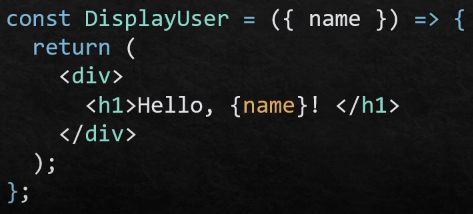 const DisplayUser = ({ name }) => {
  return (
    <div>
      <h1>Hello, {name}! </h1>
    </div>
  );
};